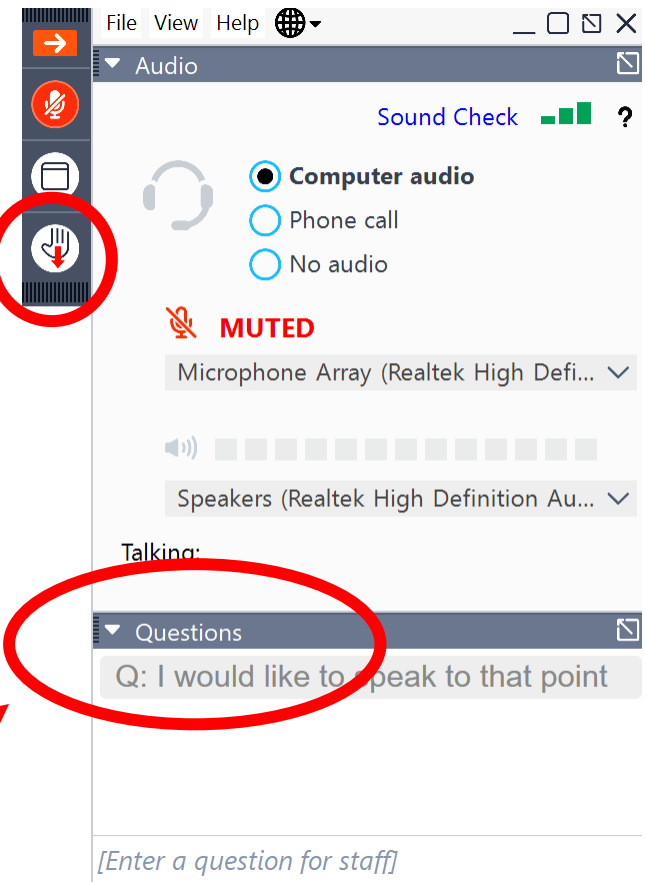 File View Help
Audio
Sound Check ?
Computer audio
Phone call
No audio
MUTED
Microphone Array (Realtek High Defi...
Speakers (Realtek High Definition Au...
Talking:
Questions
Q: I would like to speak to that point
[Enter a question for staff]